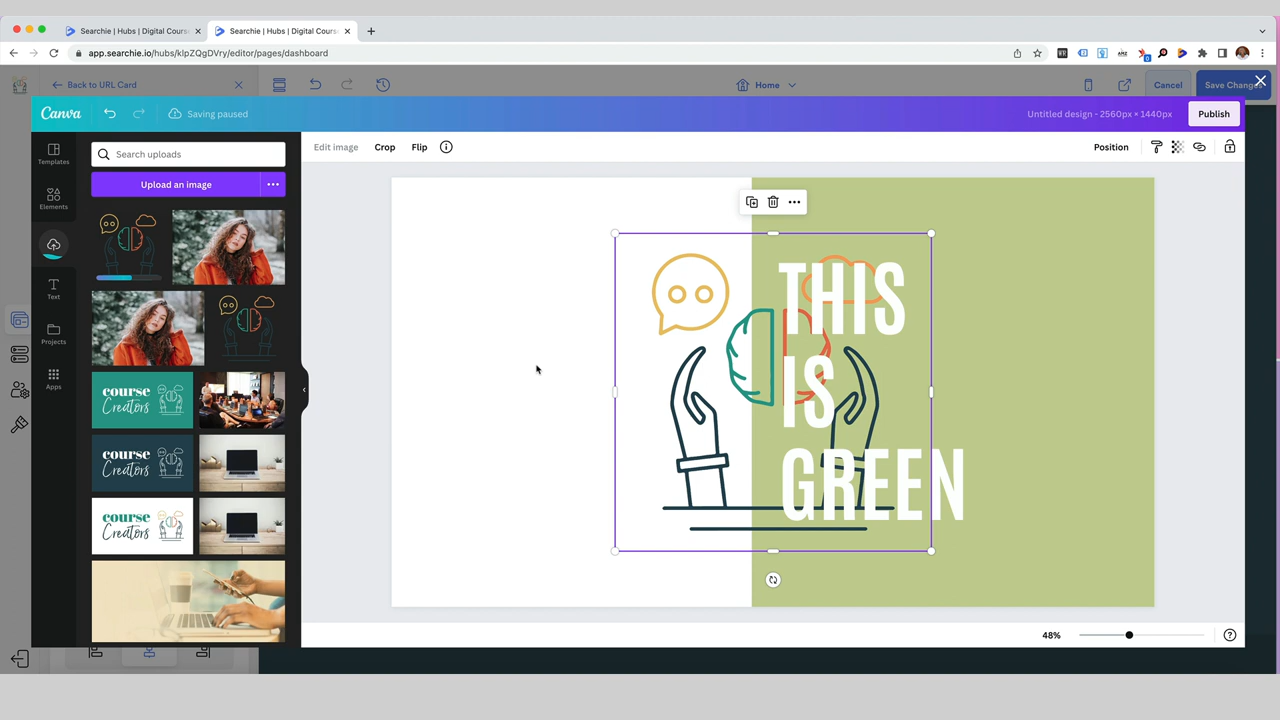 Searchie | Hubs | Digital Cours
Searchie | Hubs | Digital Cours
app.searchie.io/hubs/klpZQgDVry/editor/pages/dashboard
Back to URL Card
Home
Cancel
Save Changes
Canva
Saving paused
Untitled design - 2560px × 1440px
Publish
Templates
Elements
Text
Projects
Apps
Search uploads
Upload an image
Edit image
Crop
Flip
Position
course
Creators
course
Creators
course
Creators
THIS
IS
GREEN
48%